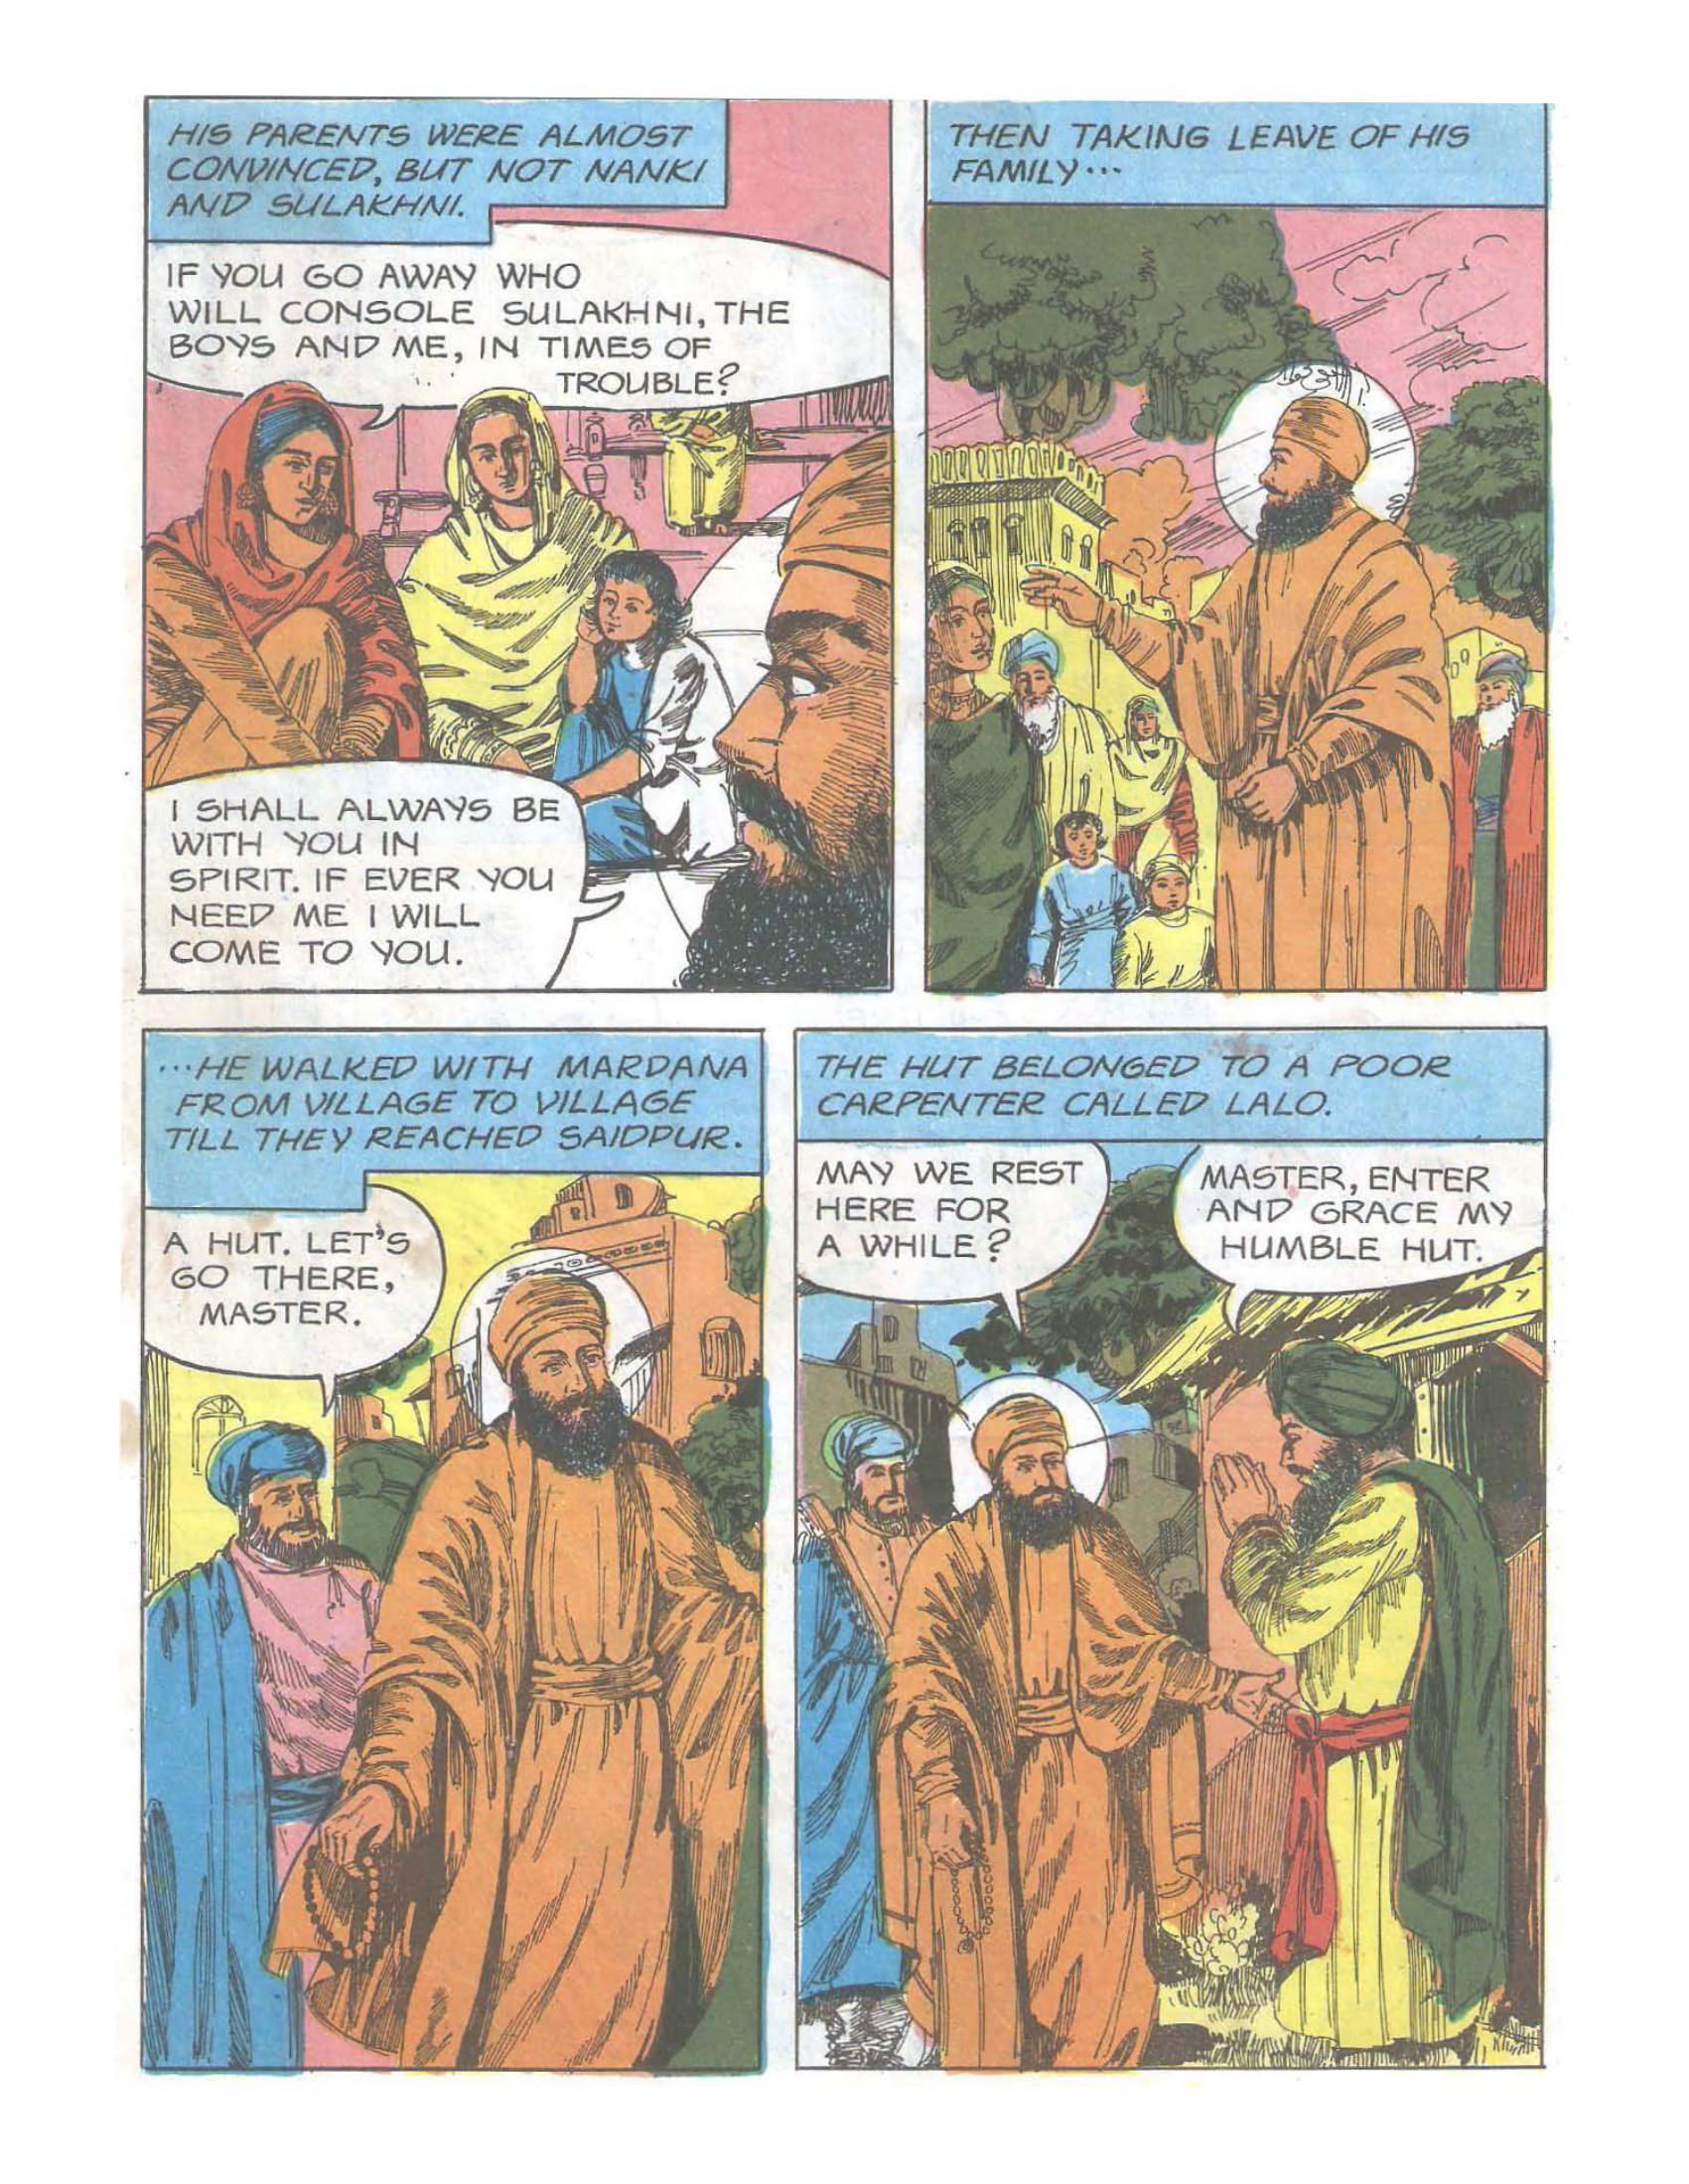 HIS PARENTS WERE ALMOST
CONVINCED, BUT NOT NANKI
AND SULAKHNI.
IF YOU GO AWAY WHO
WILL CONSOLE SULAKHNI, THE
BOYS AND ME, IN TIMES OF
TROUBLE?
I SHALL ALWAYS BE
WITH YOU IN
SPIRIT. IF EVER YOU
NEED ME I WILL
COME TO YOU.
THEN TAKING LEAVE OF HIS
FAMILY...
...HE WALKED WITH MARDANA
FROM VILLAGE TO VILLAGE
TILL THEY REACHED SAIDPUR.
A HUT. LET'S
GO THERE,
MASTER.
THE HUT BELONGED TO A POOR
CARPENTER CALLED LALO.
MAY WE REST
HERE FOR
A WHILE?
MASTER, ENTER
AND GRACE MY
HUMBLE HUT.